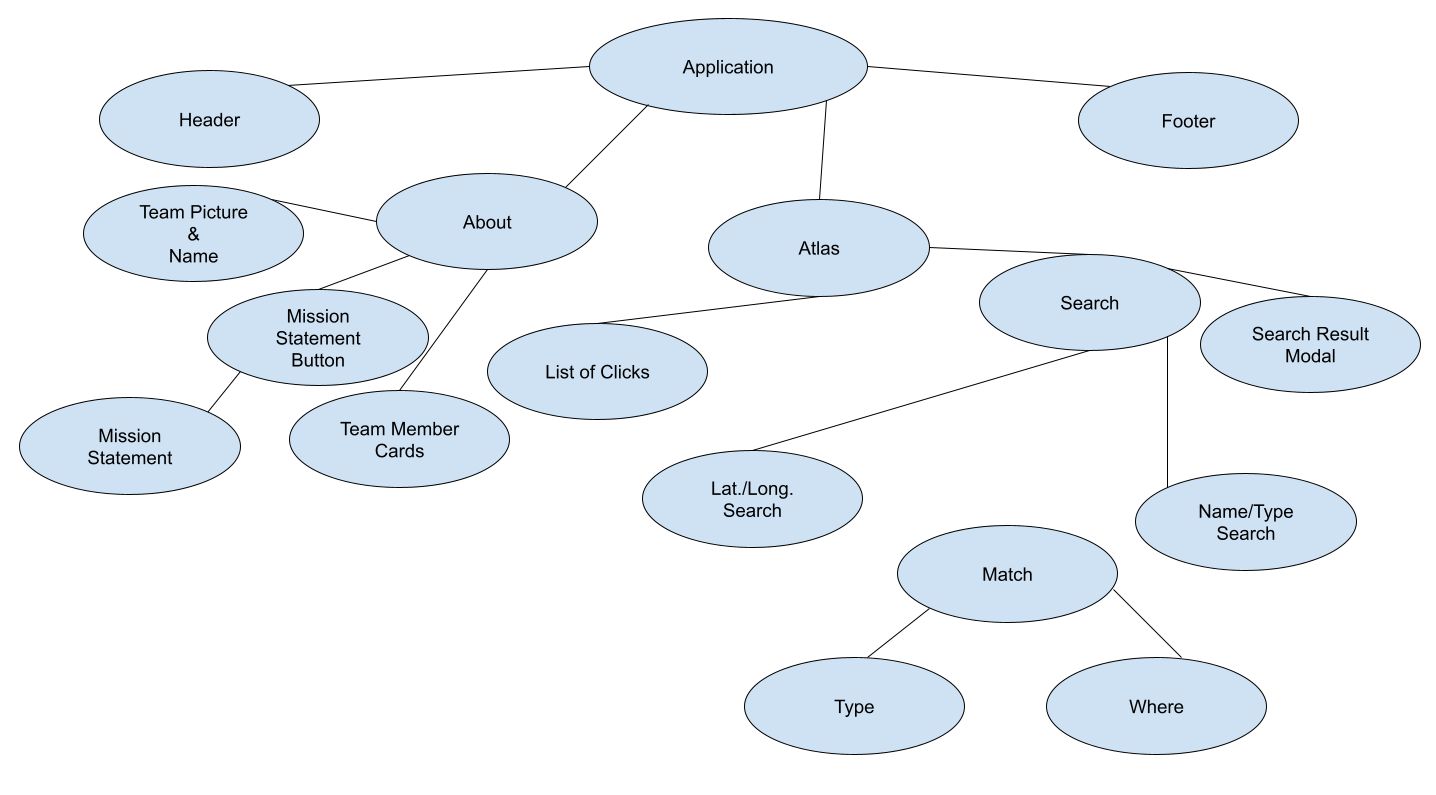 Application
Header
Footer
Team Picture
&
Name
About
Atlas
Search
Mission
Statement
Button
Search Result
Modal
List of Clicks
Mission
Statement
Team Member
Cards
Lat./Long.
Search
Name/Type
Search
Match
Type
Where